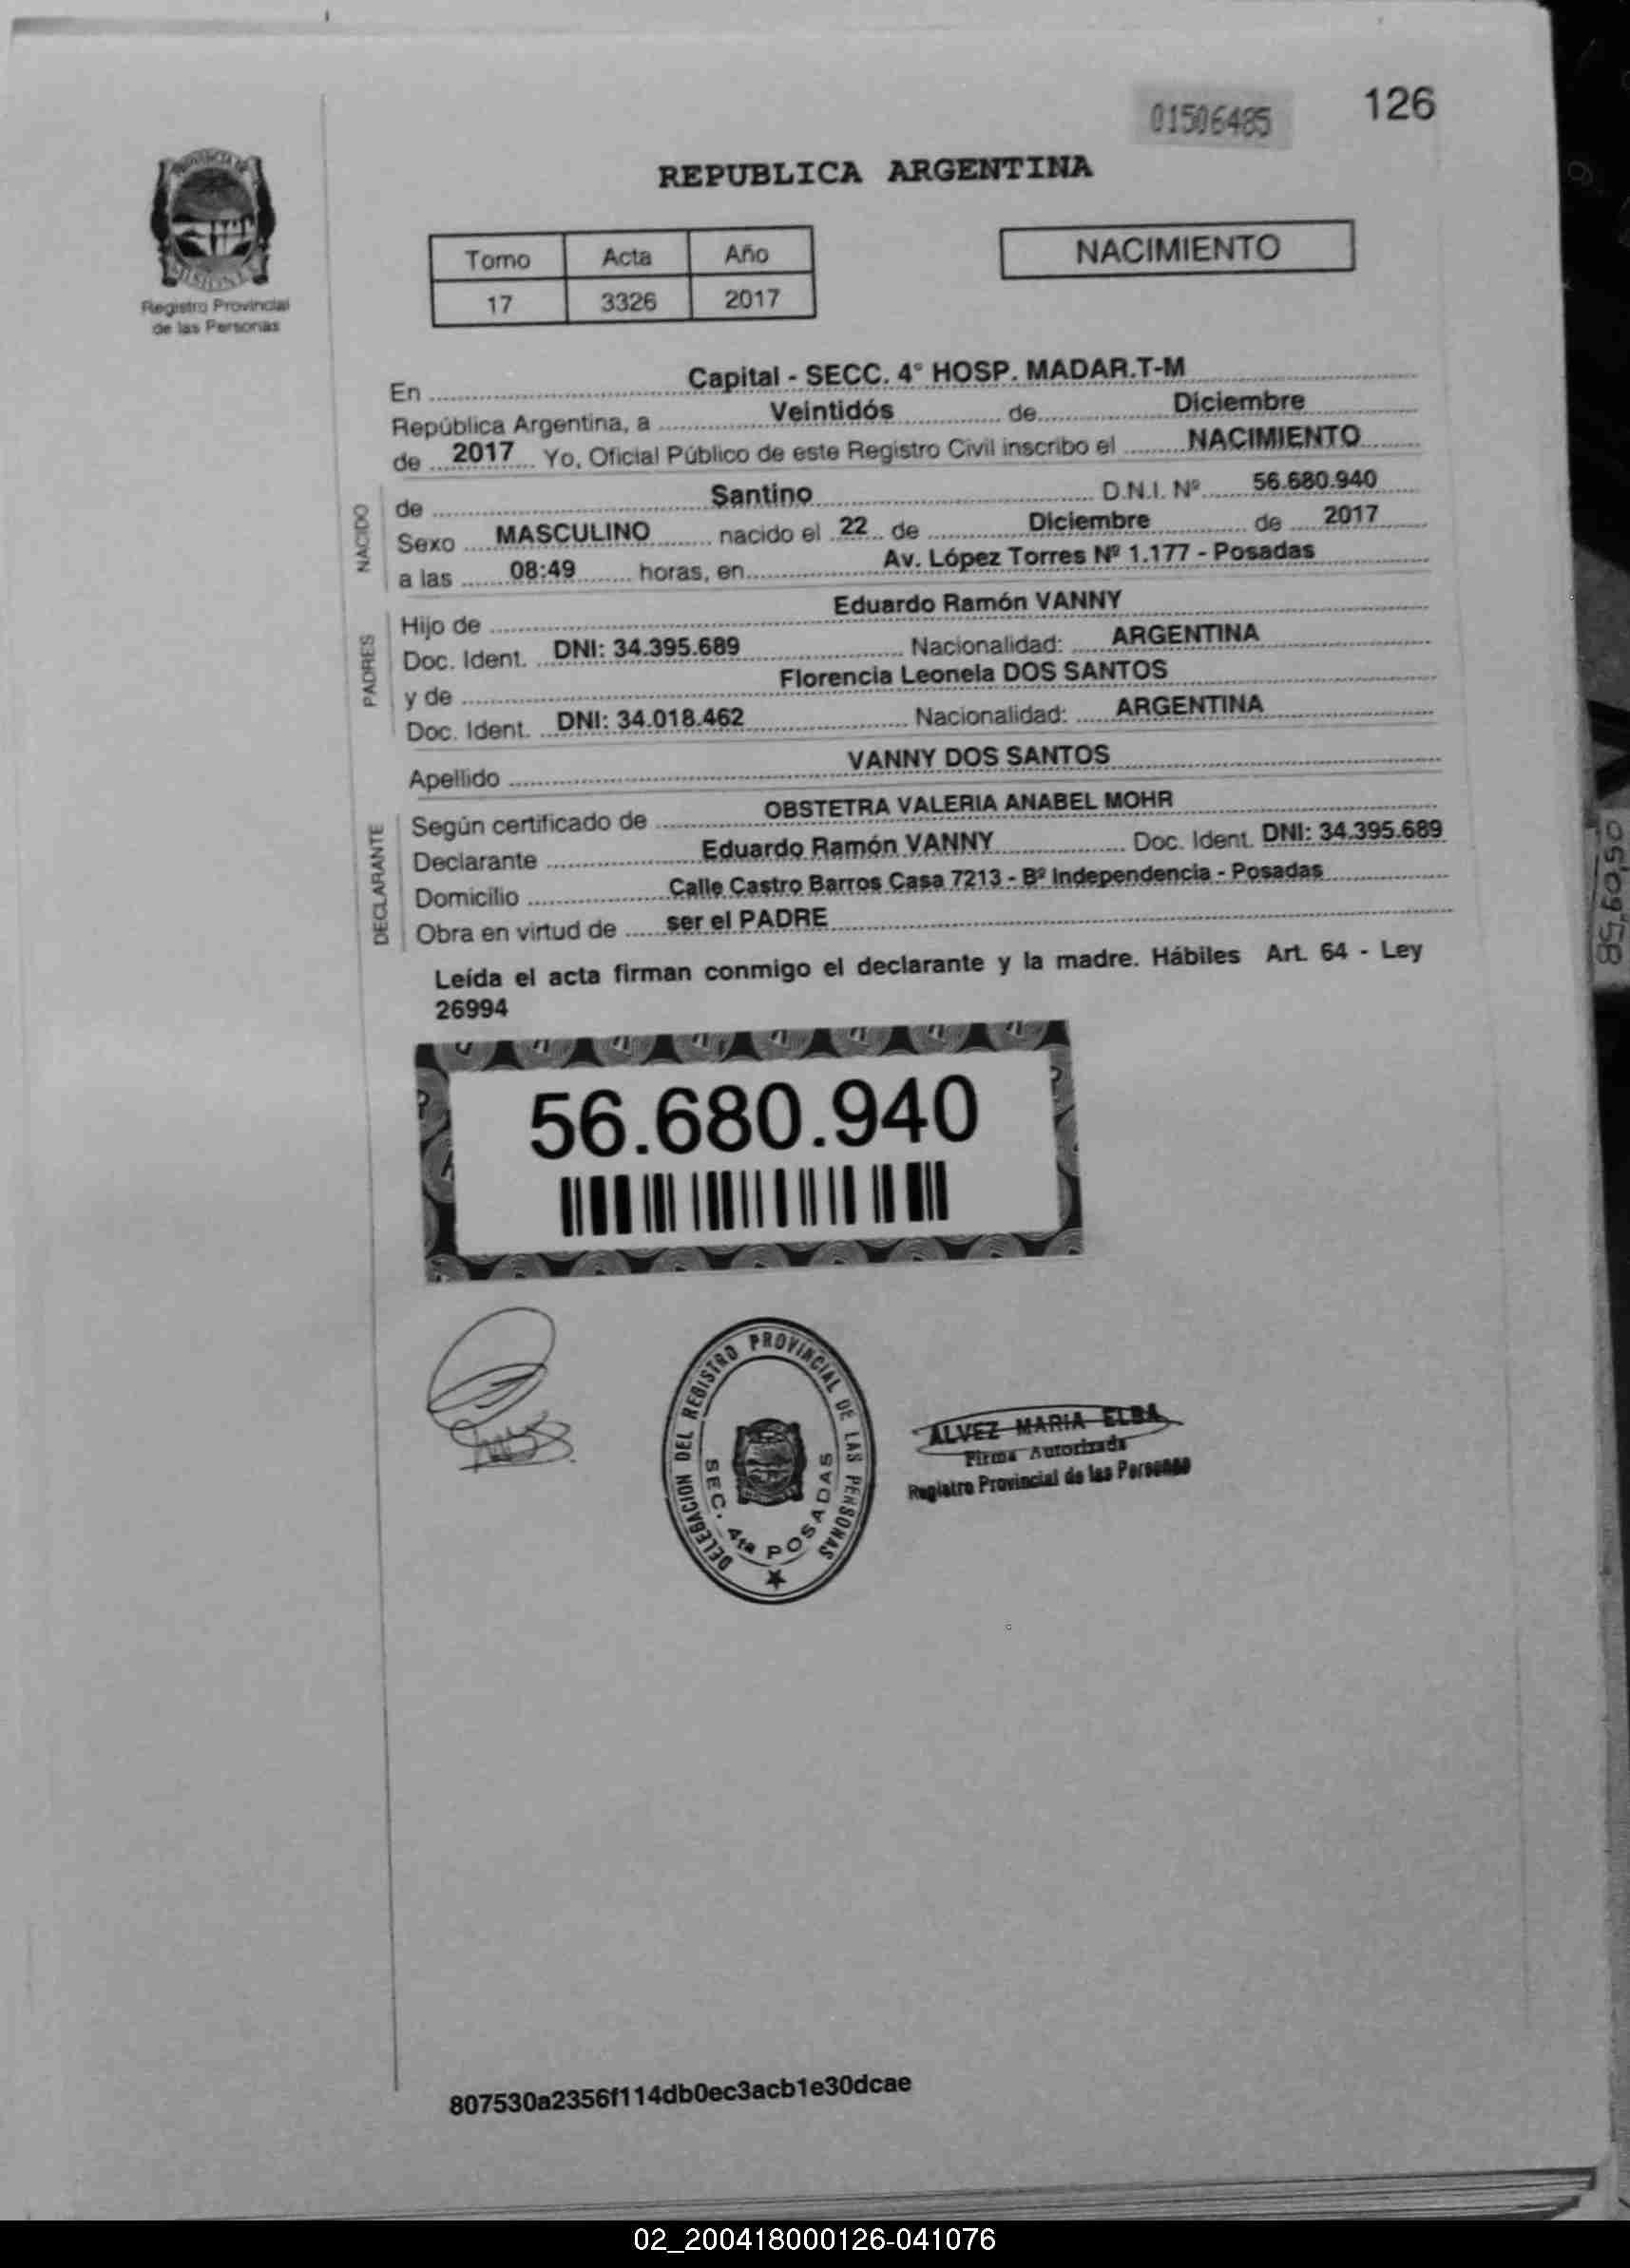 01506485
126
PROVINCIA DE
MISIONES
Registro Provincial
de las Personas
REPUBLICA ARGENTINA
Tomo Acta Año
17 3326 2017
NACIMIENTO
En Capital - SECC. 4° HOSP. MADAR.T-M
República Argentina, a Veintidós de Diciembre
de 2017 Yo, Oficial Público de este Registro Civil inscribo el NACIMIENTO
NACIDO
de Santino D.N.I. Nº 56.680.940
Sexo MASCULINO nacido el 22 de Diciembre de 2017
a las 08:49 horas, en Av. López Torres Nº 1.177 - Posadas
PADRES
Hijo de Eduardo Ramón VANNY
Doc. Ident. DNI: 34.395.689 Nacionalidad: ARGENTINA
y de Florencia Leonela DOS SANTOS
Doc. Ident. DNI: 34.018.462 Nacionalidad: ARGENTINA
Apellido VANNY DOS SANTOS
DECLARANTE
Según certificado de OBSTETRA VALERIA ANABEL MOHR
Declarante Eduardo Ramón VANNY Doc. Ident. DNI: 34.395.689
Domicilio Calle Castro Barros Casa 7213 - Bº Independencia - Posadas
Obra en virtud de ser el PADRE
Leída el acta firman conmigo el declarante y la madre. Hábiles Art. 64 - Ley
26994
56.680.940
DELEGACION DEL REGISTRO PROVINCIAL DE LAS PERSONAS
SEC. 4ta POSADAS
ALVEZ MARIA ELBA
Firma Autorizada
Registro Provincial de las Personas
807530a2356f114db0ec3acb1e30dcae
02_200418000126-041076